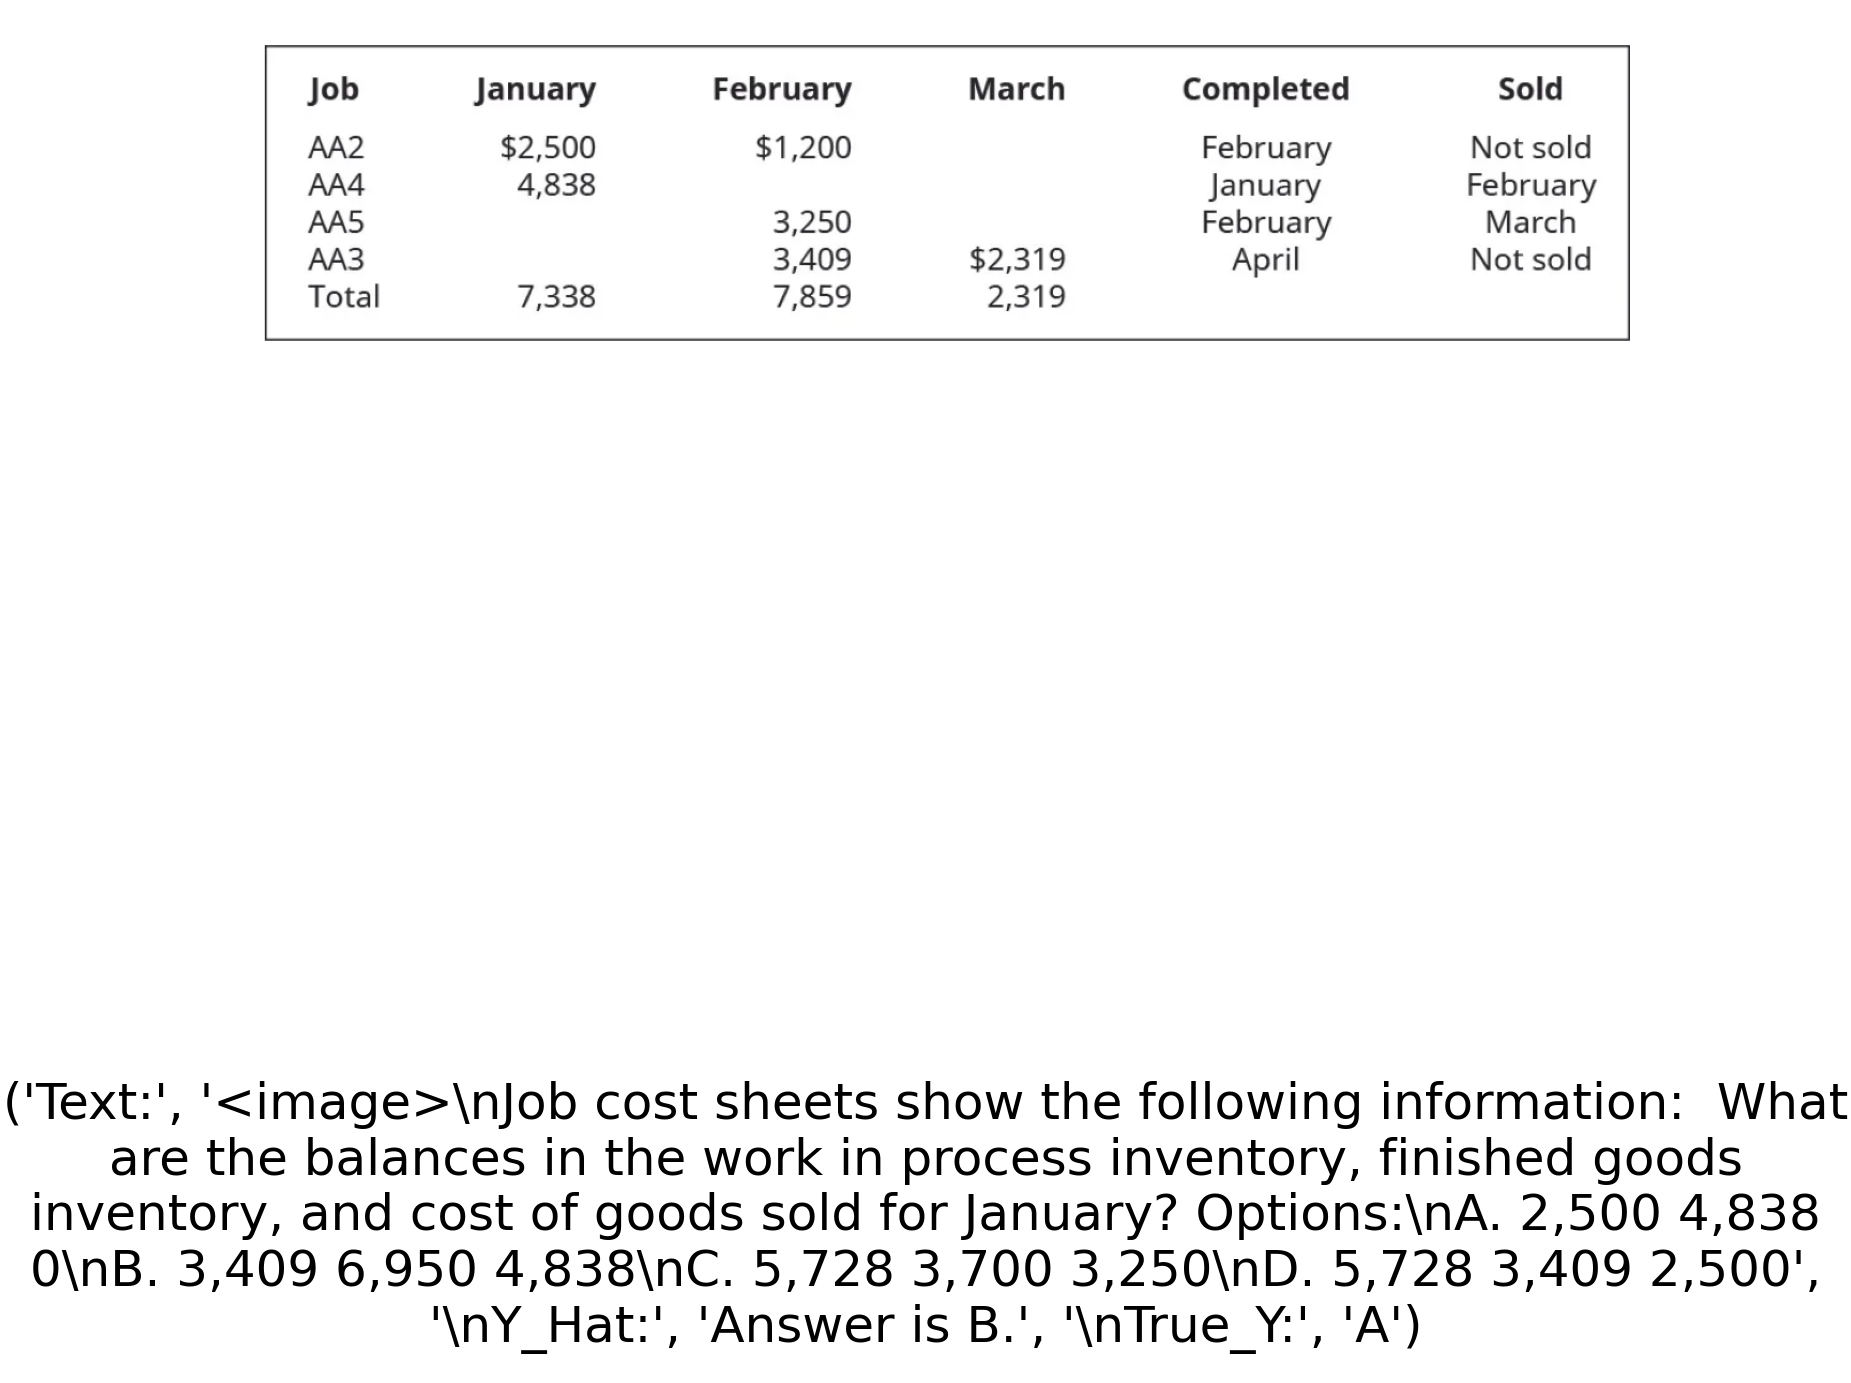 Job January February March Completed Sold
AA2 $2,500 $1,200 February Not sold
AA4 4,838 January February
AA5 3,250 February March
AA3 3,409 $2,319 April Not sold
Total 7,338 7,859 2,319
('Text:', '<image>\nJob cost sheets show the following information:  What
are the balances in the work in process inventory, finished goods
inventory, and cost of goods sold for January? Options:\nA. 2,500 4,838
0\nB. 3,409 6,950 4,838\nC. 5,728 3,700 3,250\nD. 5,728 3,409 2,500',
'\nY_Hat:', 'Answer is B.', '\nTrue_Y:', 'A')